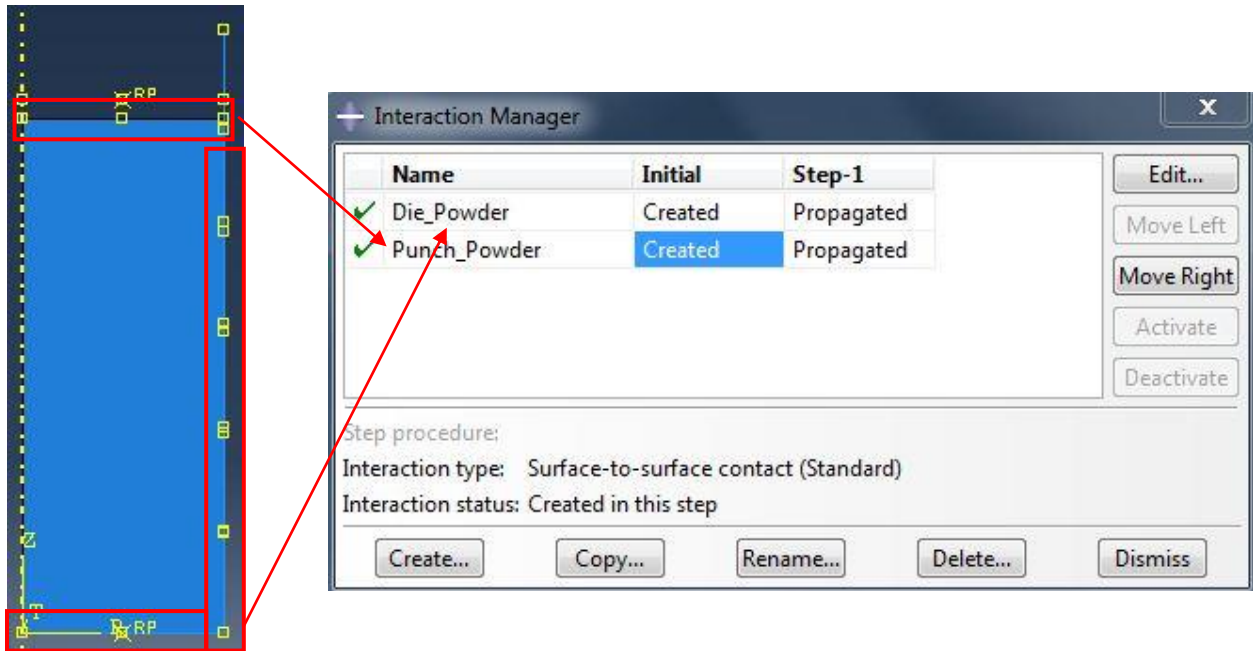 RP
Z
T
R RP
Interaction Manager
X
Name Initial Step-1
Die_Powder Created Propagated
Punch_Powder Created Propagated
Edit...
Move Left
Move Right
Activate
Deactivate
Step procedure:
Interaction type: Surface-to-surface contact (Standard)
Interaction status: Created in this step
Create... Copy... Rename... Delete... Dismiss